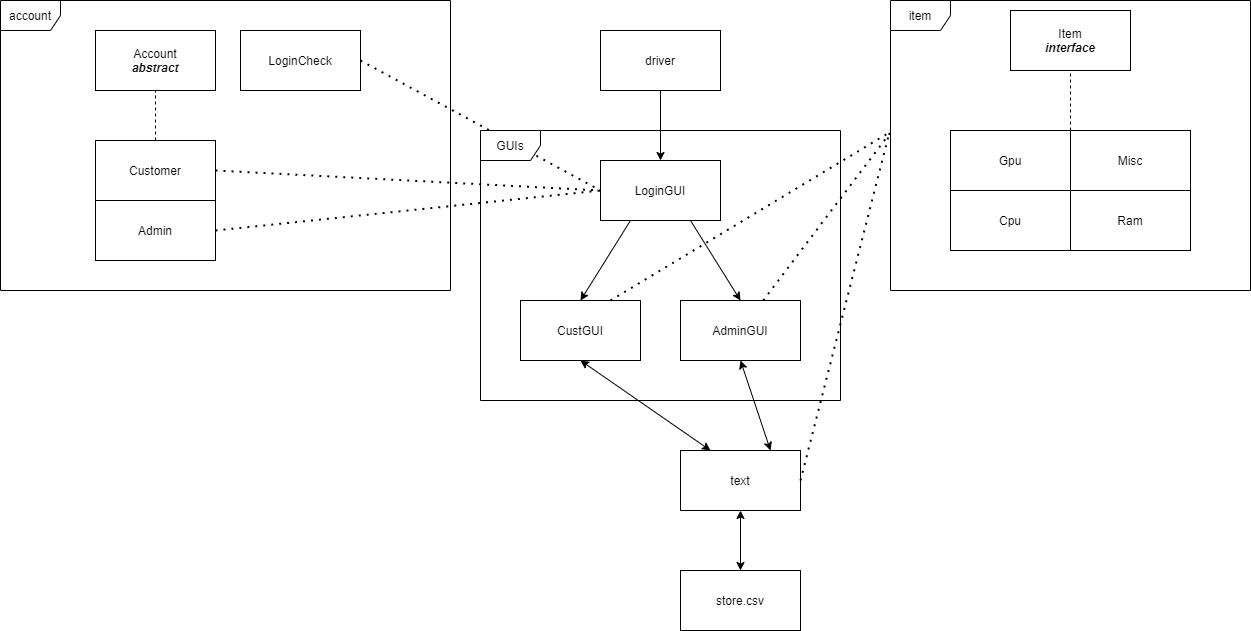 account
Account
abstract
LoginCheck
Customer
Admin
driver
GUIs
LoginGUI
CustGUI
AdminGUI
text
store.csv
item
Item
interface
Gpu
Misc
Cpu
Ram